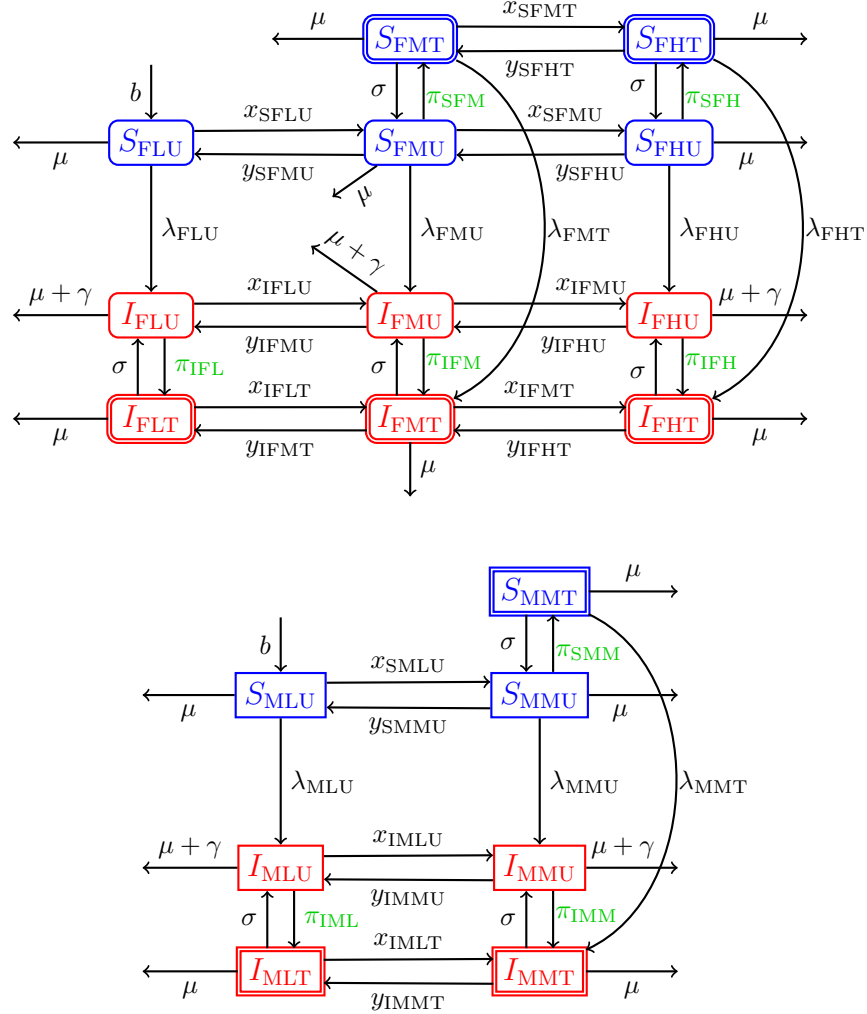 x_SFMT
μ S_FMT S_FHT μ
y_SFHT
b σ π_SFM σ π_SFH
x_SFLU x_SFMU
S_FLU S_FMU S_FHU
μ y_SFMU μ y_SFHU μ
λ_FLU λ_FMU λ_FMT λ_FHU λ_FHT
μ + γ
μ + γ x_IFLU x_IFMU μ + γ
I_FLU I_FMU I_FHU
y_IFMU y_IFHU
σ π_IFL σ π_IFM σ π_IFH
x_IFLT x_IFMT
I_FLT I_FMT I_FHT
μ y_IFMT μ y_IFHT μ
S_MMT μ
b σ π_SMM
x_SMLU
S_MLU S_MMU
μ y_SMMU μ
λ_MLU λ_MMU λ_MMT
μ + γ x_IMLU μ + γ
I_MLU I_MMU
y_IMMU
σ π_IML σ π_IMM
x_IMLT
I_MLT I_MMT
μ y_IMMT μ